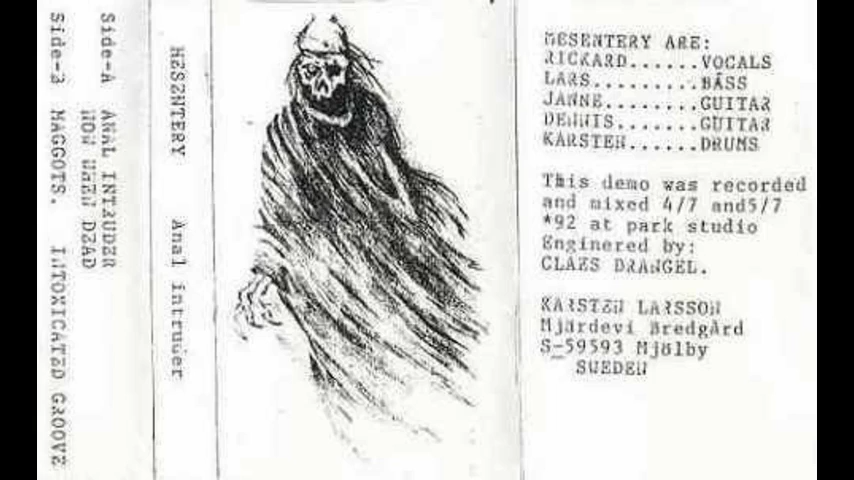 Side-A ANAL INTRUDER
NOW WHEN DEAD
Side-B MAGGOTS. INTOXICATED GROOVE
MESENTERY Anal intruder
MESENTERY ARE:
RICKARD......VOCALS
LARS.........BÄSS
JANNE........GUITAR
DENNIS.......GUITAR
KARSTEN......DRUMS
This demo was recorded
and mixed 4/7 and5/7
*92 at park studio
Enginered by:
CLAES DRANGEL.
KARSTEN LARSSON
Mjärdevi Bredgård
S-59593 Mjölby
SWEDEN